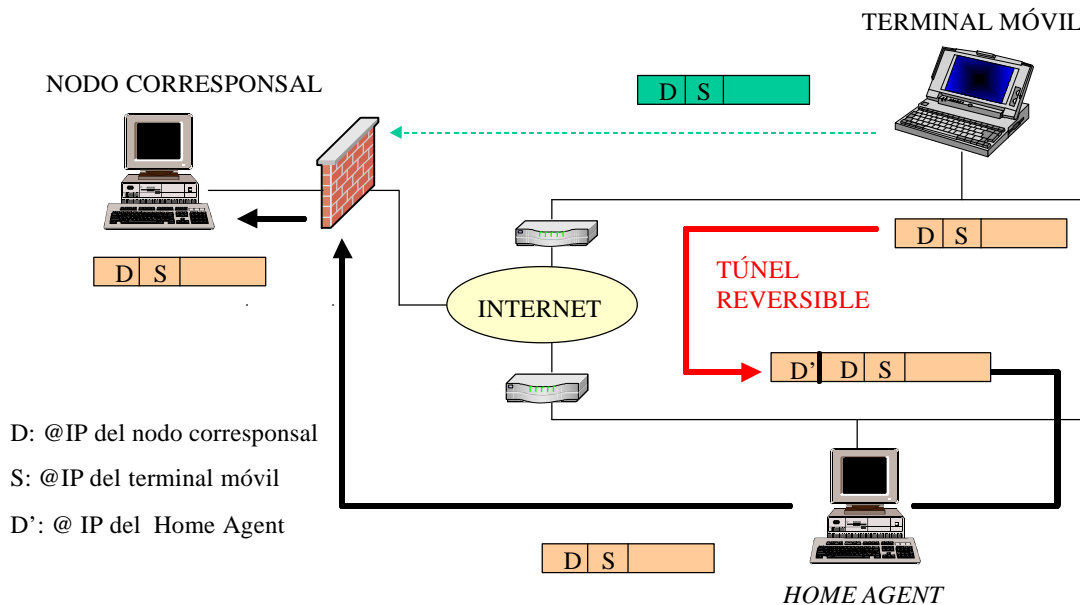 TERMINAL MÓVIL
NODO CORRESPONSAL
D S
D S
D S
TÚNEL
REVERSIBLE
INTERNET
D' D S
D: @IP del nodo corresponsal
S: @IP del terminal móvil
D’: @ IP del Home Agent
D S
HOME AGENT